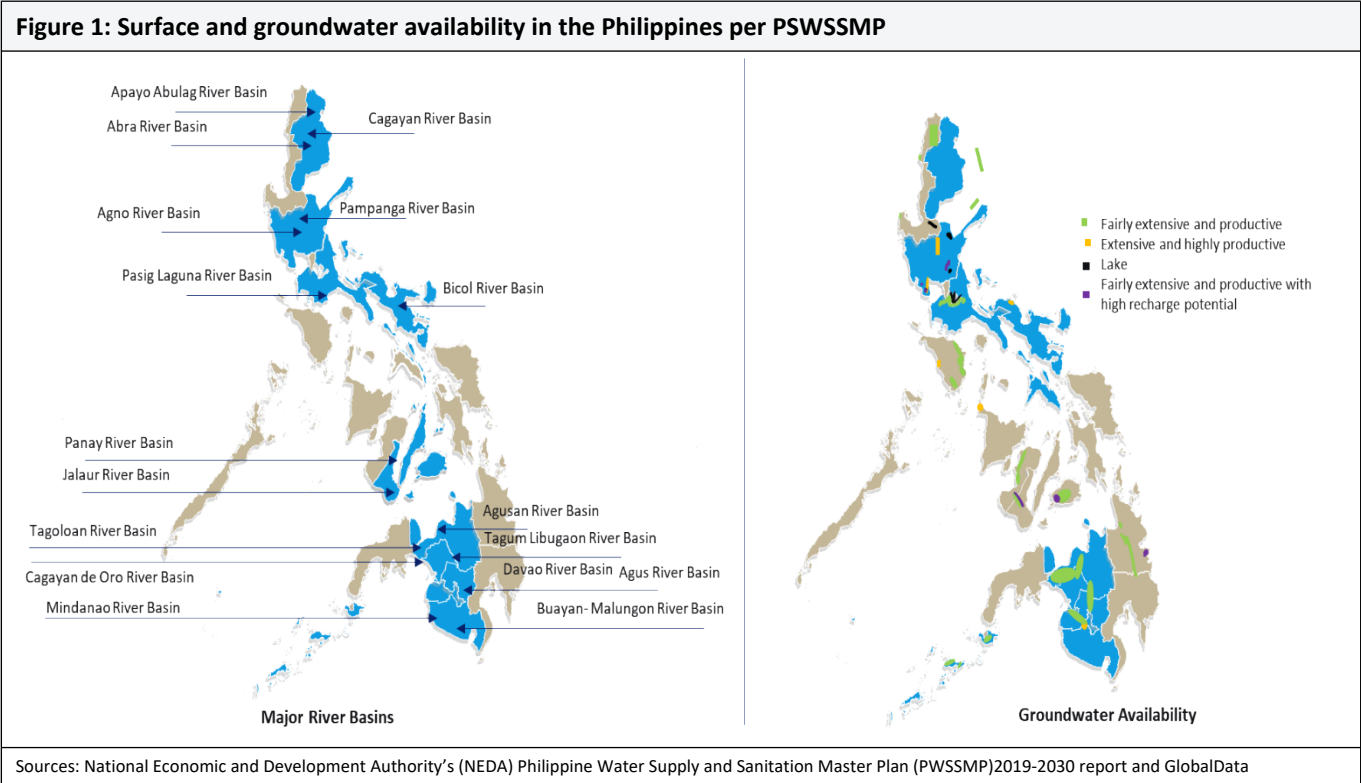 Figure 1: Surface and groundwater availability in the Philippines per PSWSSMP
Apayo Abulag River Basin
Abra River Basin
Cagayan River Basin
Agno River Basin
Pampanga River Basin
Pasig Laguna River Basin
Bicol River Basin
Panay River Basin
Jalaur River Basin
Agusan River Basin
Tagoloan River Basin
Tagum Libugaon River Basin
Cagayan de Oro River Basin
Davao River Basin
Agus River Basin
Mindanao River Basin
Buayan- Malungon River Basin
Major River Basins
Fairly extensive and productive
Extensive and highly productive
Lake
Fairly extensive and productive with
high recharge potential
Groundwater Availability
Sources: National Economic and Development Authority’s (NEDA) Philippine Water Supply and Sanitation Master Plan (PWSSMP)2019-2030 report and GlobalData